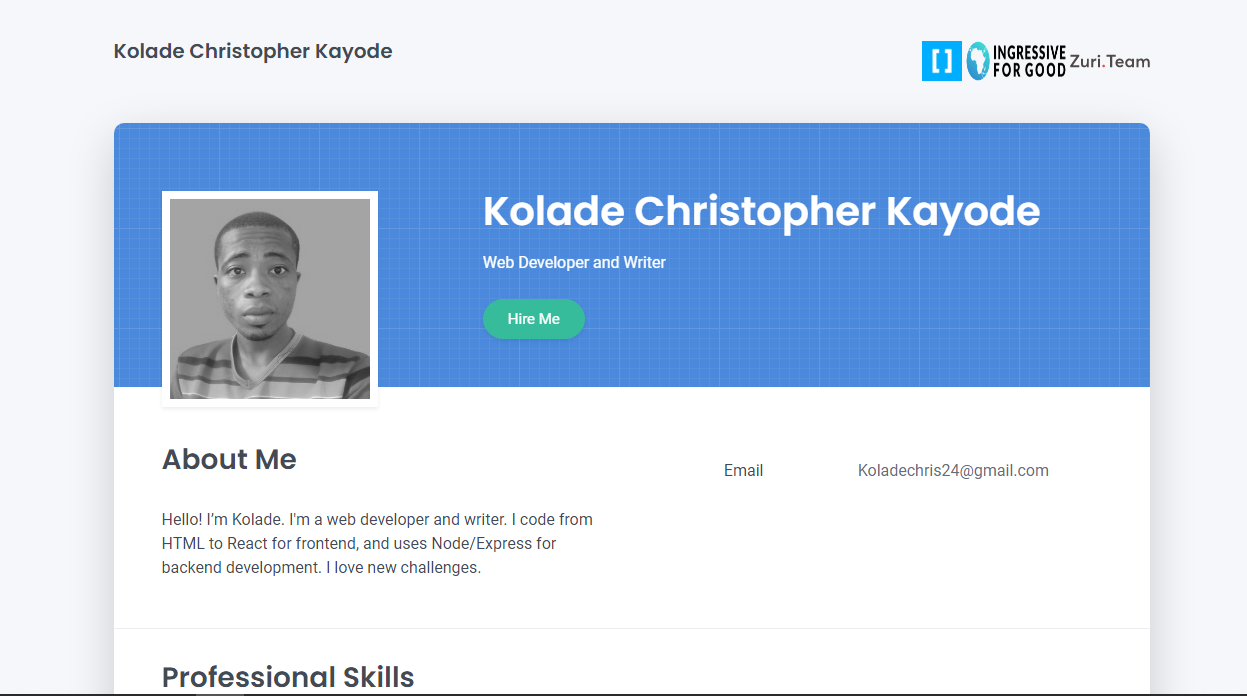 Kolade Christopher Kayode
[ ] INGRESSIVE
FOR GOOD Zuri.Team
Kolade Christopher Kayode
Web Developer and Writer
Hire Me
About Me
Email Koladechris24@gmail.com
Hello! I’m Kolade. I'm a web developer and writer. I code from
HTML to React for frontend, and uses Node/Express for
backend development. I love new challenges.
Professional Skills